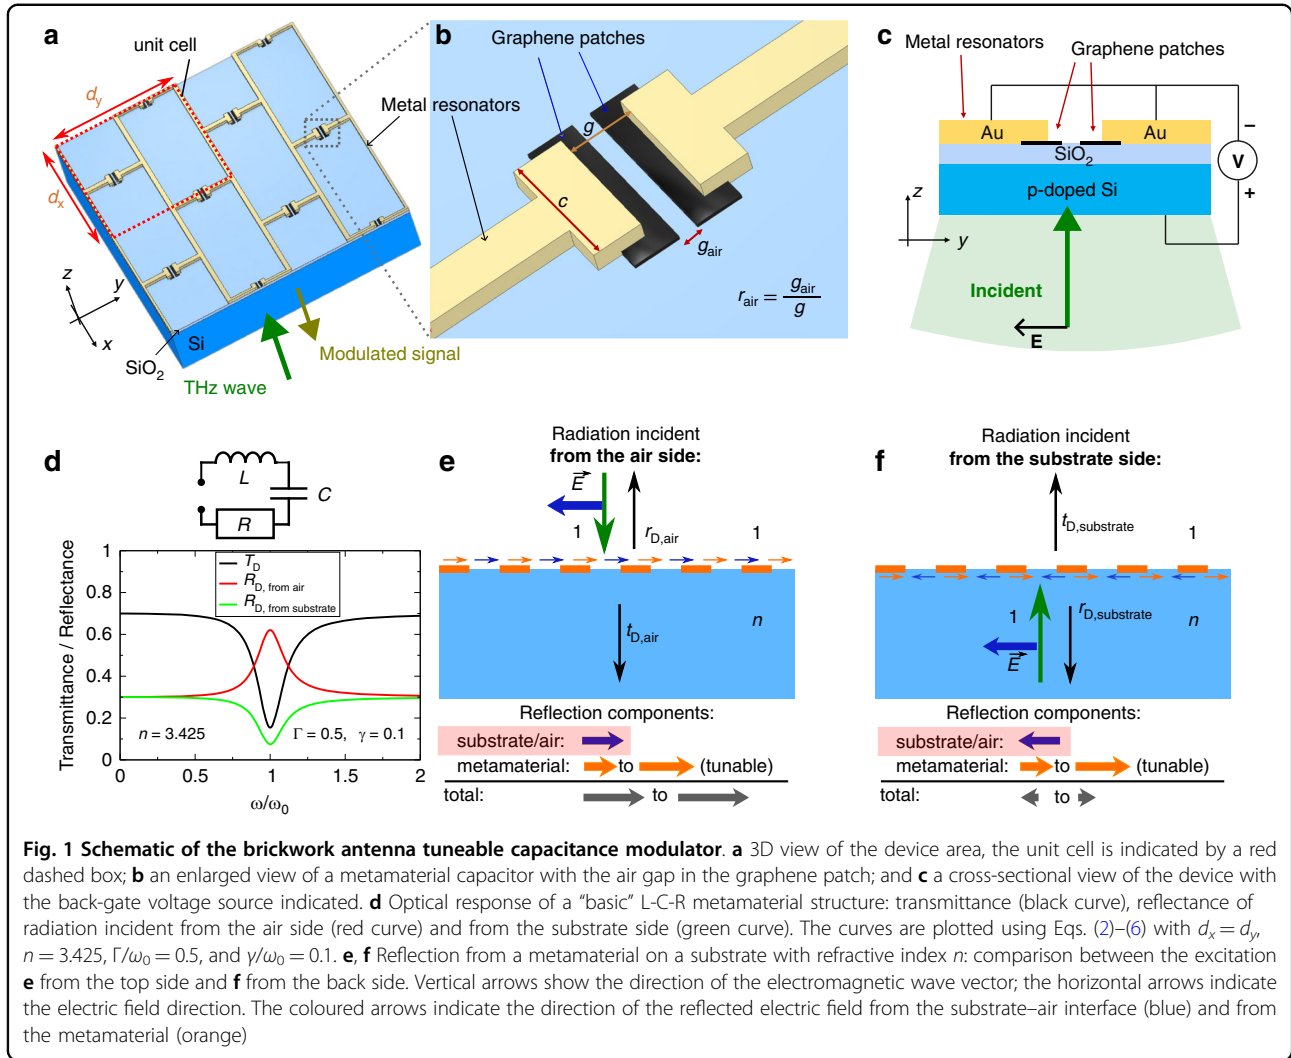 a
unit cell
d_y
d_x
z
y
x
SiO₂
Si
THz wave
Modulated signal
Metal resonators
b
Graphene patches
g
c
g_air
r_air = g_air / g
c
Metal resonators
Graphene patches
Au
Au
SiO₂
p-doped Si
z
y
Incident
E
V
−
+
d
L
C
R
Transmittance / Reflectance
1
0.8
0.6
0.4
0.2
0
T_D
R_D, from air
R_D, from substrate
n = 3.425
Γ = 0.5, γ = 0.1
0
0.5
1
1.5
2
ω/ω₀
e
Radiation incident
from the air side:
E
1
r_D,air
1
t_D,air
n
Reflection components:
substrate/air:
metamaterial: to (tunable)
total: to
f
Radiation incident
from the substrate side:
t_D,substrate
1
1
r_D,substrate
n
E
Reflection components:
substrate/air:
metamaterial: to (tunable)
total: to
Fig. 1 Schematic of the brickwork antenna tuneable capacitance modulator. a 3D view of the device area, the unit cell is indicated by a red
dashed box; b an enlarged view of a metamaterial capacitor with the air gap in the graphene patch; and c a cross-sectional view of the device with
the back-gate voltage source indicated. d Optical response of a “basic” L-C-R metamaterial structure: transmittance (black curve), reflectance of
radiation incident from the air side (red curve) and from the substrate side (green curve). The curves are plotted using Eqs. (2)–(6) with d_x = d_y,
n = 3.425, Γ/ω₀ = 0.5, and γ/ω₀ = 0.1. e, f Reflection from a metamaterial on a substrate with refractive index n: comparison between the excitation
e from the top side and f from the back side. Vertical arrows show the direction of the electromagnetic wave vector; the horizontal arrows indicate
the electric field direction. The coloured arrows indicate the direction of the reflected electric field from the substrate–air interface (blue) and from
the metamaterial (orange)